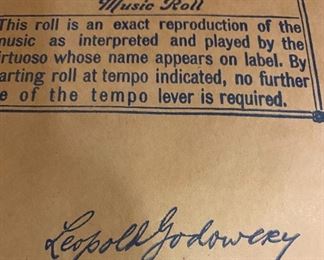 Music Roll
This roll is an exact reproduction of the
music as interpreted and played by the
irtuoso whose name appears on label. By
arting roll at tempo indicated, no further
e of the tempo lever is required.
Leopold Godowsky